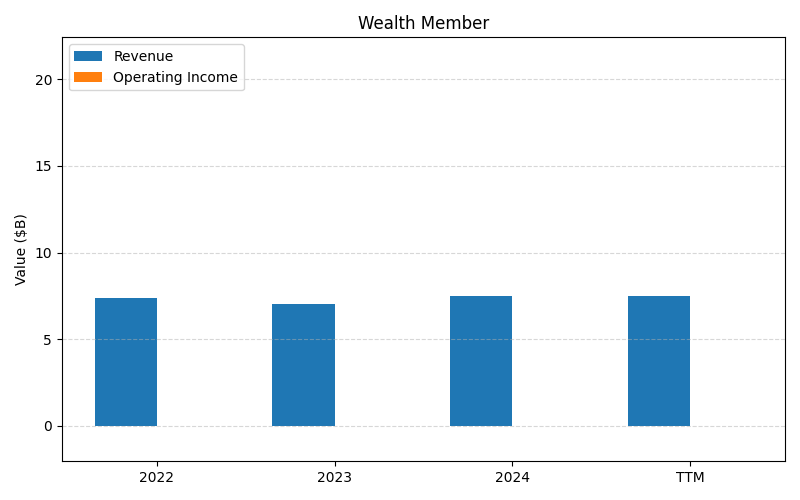 Wealth Member
Revenue
Operating Income
Value ($B)
20
15
10
5
0
2022 2023 2024 TTM